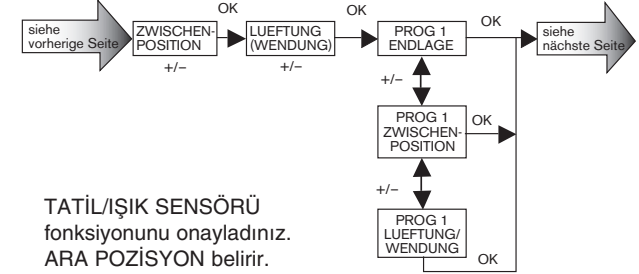 siehe
vorherige Seite
ZWISCHEN-
POSITION
+/–
OK
LUEFTUNG
(WENDUNG)
+/–
OK
PROG 1
ENDLAGE
OK
siehe
nächste Seite
+/–
PROG 1
ZWISCHEN-
POSITION
OK
+/–
PROG 1
LUEFTUNG/
WENDUNG
OK
TATİL/IŞIK SENSÖRÜ
fonksiyonunu onayladınız.
ARA POZİSYON belirir.